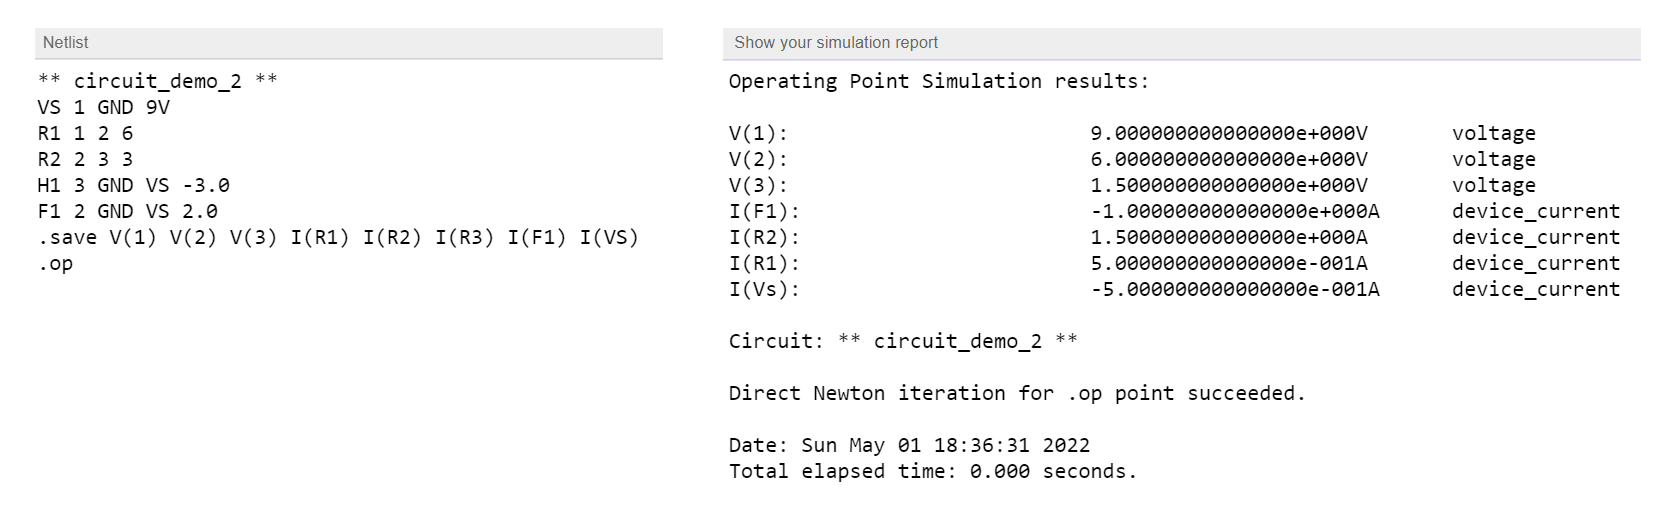 Netlist
** circuit_demo_2 **
VS 1 GND 9V
R1 1 2 6
R2 2 3 3
H1 3 GND VS -3.0
F1 2 GND VS 2.0
.save V(1) V(2) V(3) I(R1) I(R2) I(R3) I(F1) I(VS)
.op
Show your simulation report
Operating Point Simulation results:
V(1): 9.000000000000000e+000V voltage
V(2): 6.000000000000000e+000V voltage
V(3): 1.500000000000000e+000V voltage
I(F1): -1.000000000000000e+000A device_current
I(R2): 1.500000000000000e+000A device_current
I(R1): 5.000000000000000e-001A device_current
I(Vs): -5.000000000000000e-001A device_current
Circuit: ** circuit_demo_2 **
Direct Newton iteration for .op point succeeded.
Date: Sun May 01 18:36:31 2022
Total elapsed time: 0.000 seconds.